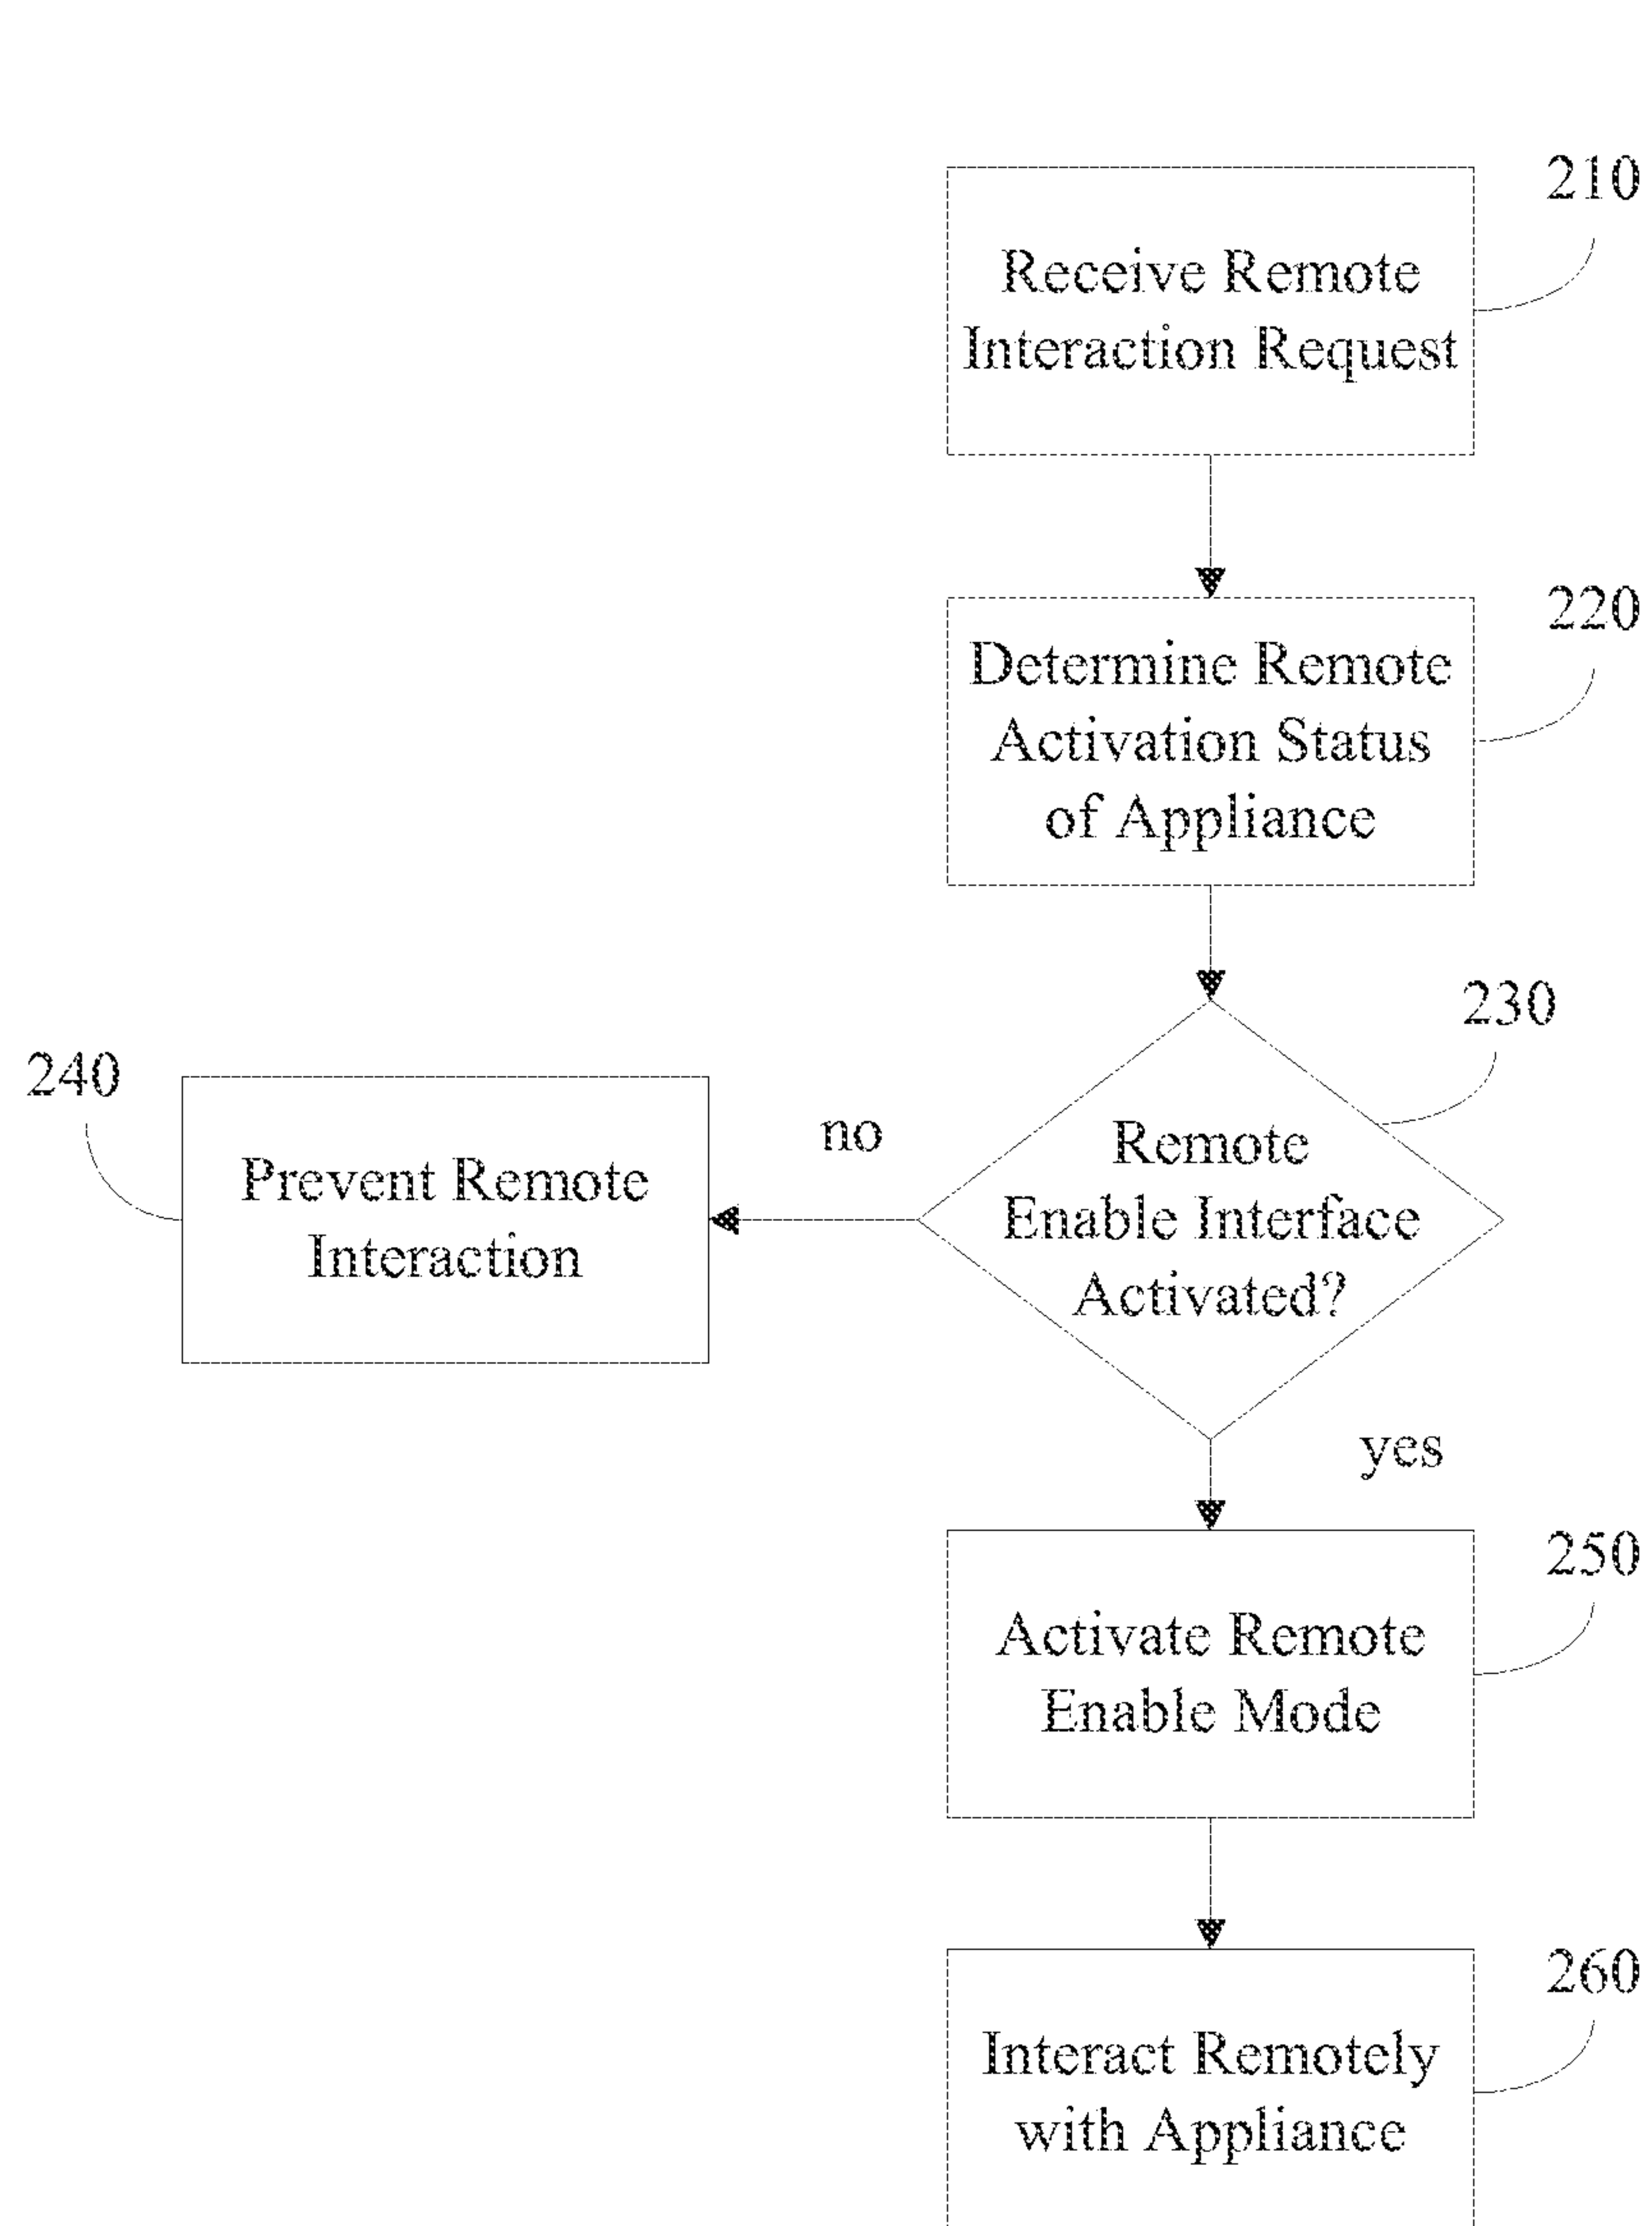 210
Receive Remote
Interaction Request
220
Determine Remote
Activation Status
of Appliance
230
Remote
Enable Interface
Activated?
no
240
Prevent Remote
Interaction
yes
250
Activate Remote
Enable Mode
260
Interact Remotely
with Appliance